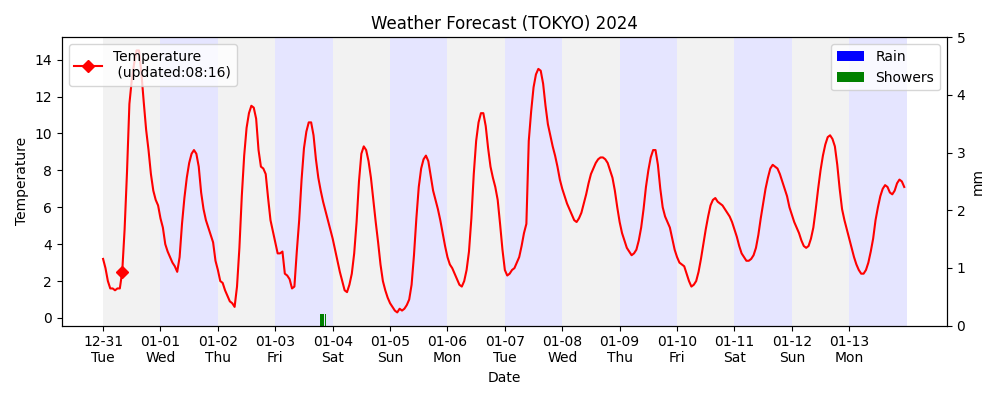 Weather Forecast (TOKYO) 2024
Temperature
(updated:08:16)
Rain
Showers
Temperature
14
12
10
8
6
4
2
0
5
4
3
2
1
0
mm
12-31 01-01 01-02 01-03 01-04 01-05 01-06 01-07 01-08 01-09 01-10 01-11 01-12 01-13
Tue Wed Thu Fri Sat Sun Mon Tue Wed Thu Fri Sat Sun Mon
Date